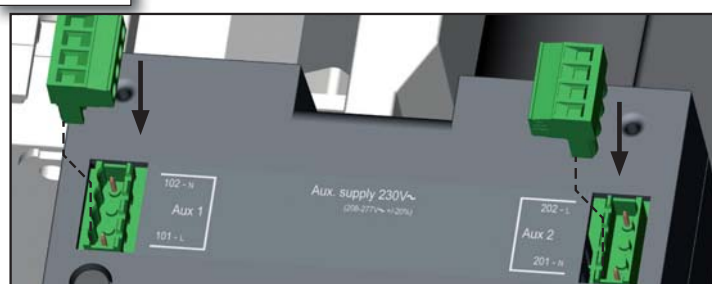 102 - N
Aux 1
101 - L
Aux. supply 230V~
(208-277V~ +/-20%)
202 - L
Aux 2
201 - N